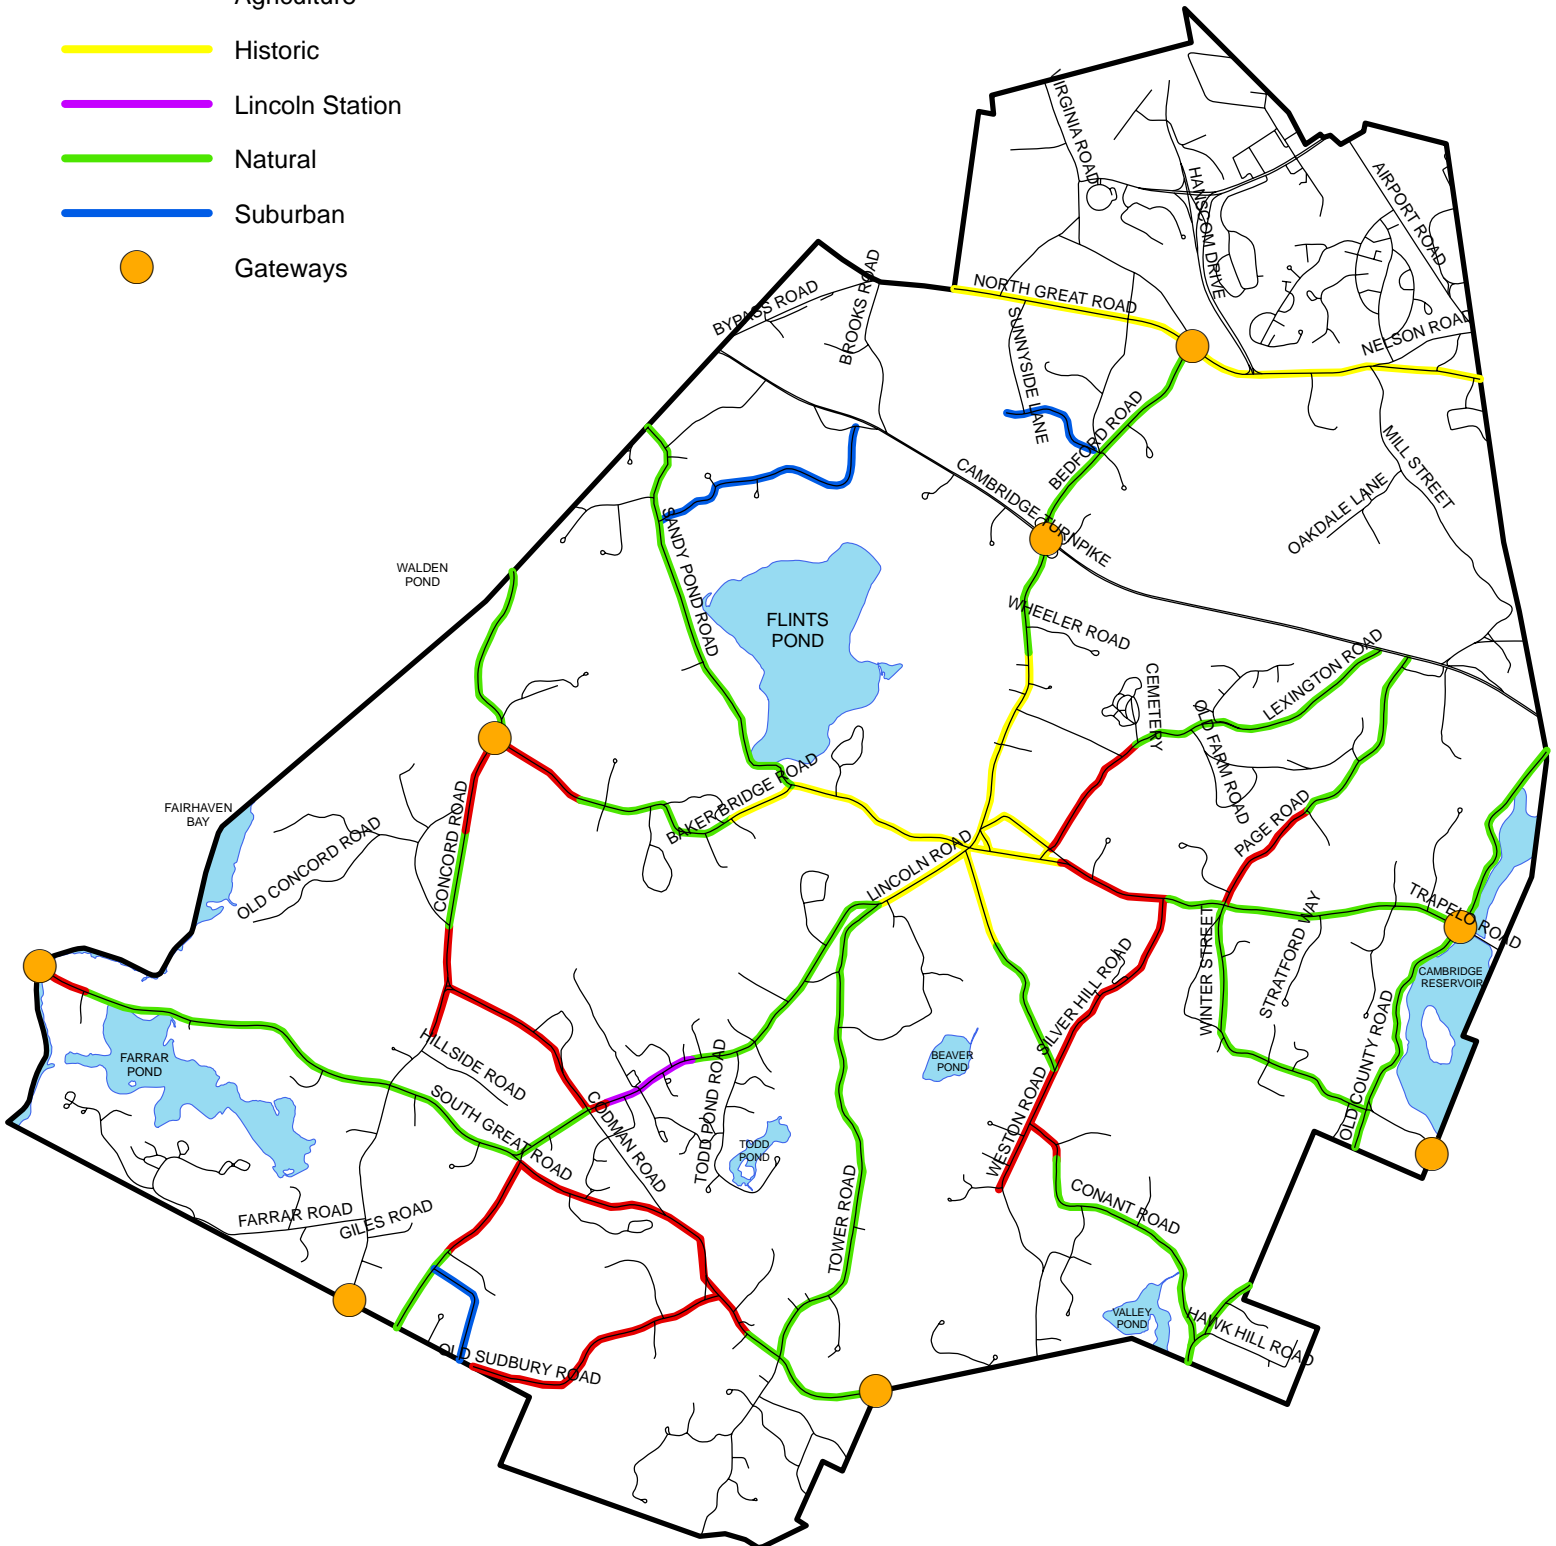 Agriculture
Historic
Lincoln Station
Natural
Suburban
Gateways
VIRGINIA ROAD
HANSCOM DRIVE
AIRPORT ROAD
BYPASS ROAD
BROOKS ROAD
NORTH GREAT ROAD
SUNNYSIDE LANE
NELSON ROAD
BEDFORD ROAD
MILL STREET
CAMBRIDGE TURNPIKE
OAKDALE LANE
SANDY POND ROAD
WALDEN
POND
FLINTS
POND
WHEELER ROAD
CEMETERY
LEXINGTON ROAD
OLD FARM ROAD
FAIRHAVEN
BAY
OLD CONCORD ROAD
CONCORD ROAD
BAKER BRIDGE ROAD
LINCOLN ROAD
PAGE ROAD
TRAPELO ROAD
WINTER STREET
STRATFORD WAY
SILVER HILL ROAD
CAMBRIDGE
RESERVOIR
OLD COUNTY ROAD
FARRAR
POND
HILLSIDE ROAD
SOUTH GREAT ROAD
CODMAN ROAD
TODD POND ROAD
BEAVER
POND
TODD
POND
WESTON ROAD
TOWER ROAD
CONANT ROAD
FARRAR ROAD
GILES ROAD
VALLEY
POND
HAWK HILL ROAD
OLD SUDBURY ROAD